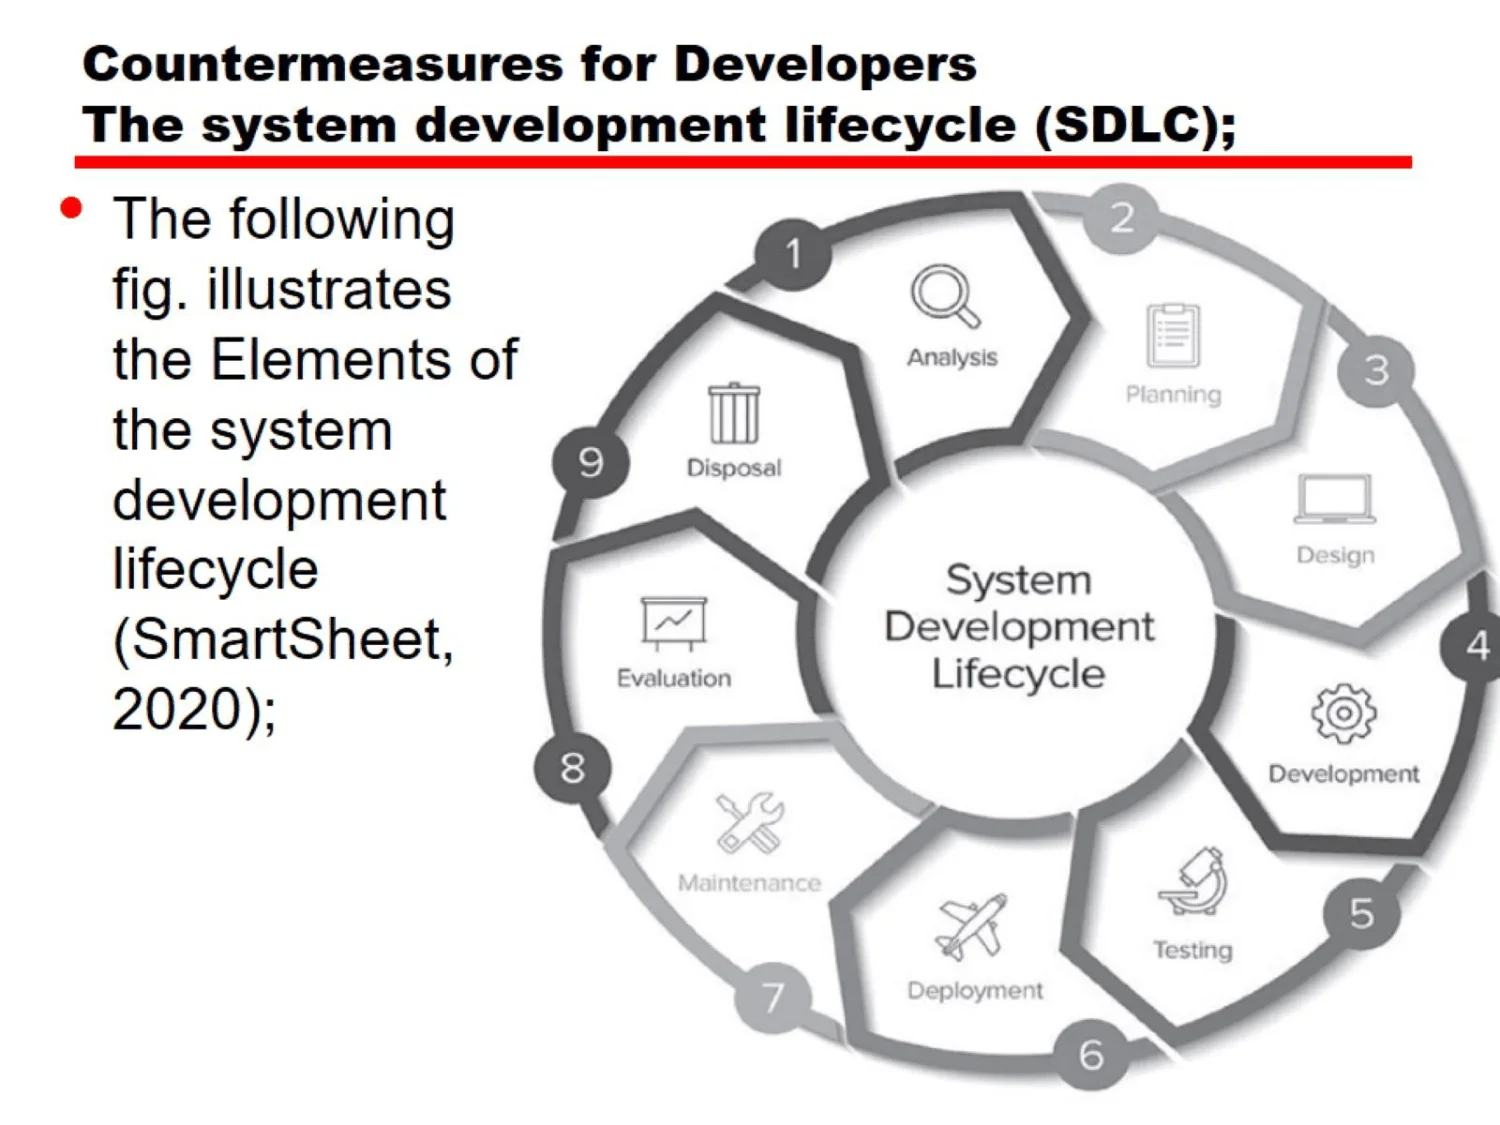 Countermeasures for Developers
The system development lifecycle (SDLC);
• The following
fig. illustrates
the Elements of
the system
development
lifecycle
(SmartSheet,
2020);
1
Analysis
2
Planning
3
Design
4
Development
5
Testing
6
Deployment
7
Maintenance
8
Evaluation
9
Disposal
System
Development
Lifecycle